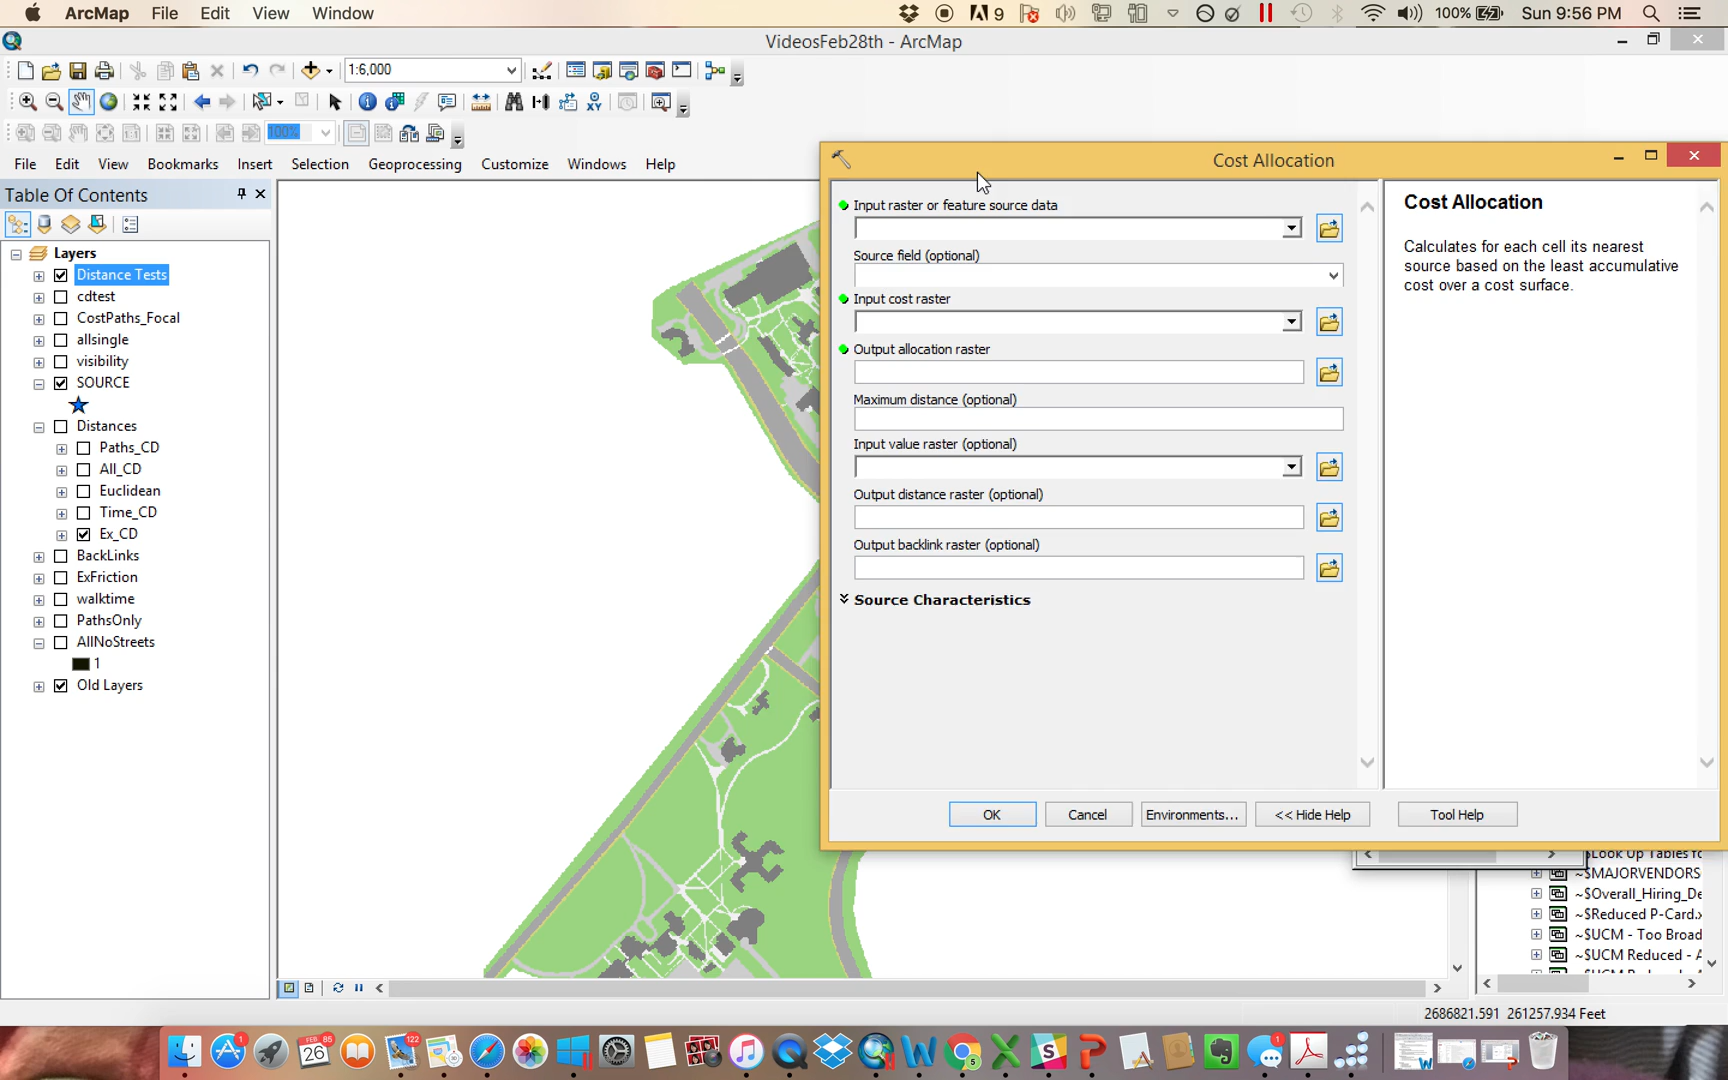 ArcMap File Edit View Window 9 100% Sun 9:56 PM
VideosFeb28th - ArcMap
1:6,000
100%
File Edit View Bookmarks Insert Selection Geoprocessing Customize Windows Help
Table Of Contents
Layers
Distance Tests
cdtest
CostPaths_Focal
allsingle
visibility
SOURCE
Distances
Paths_CD
All_CD
Euclidean
Time_CD
Ex_CD
BackLinks
ExFriction
walktime
PathsOnly
AllNoStreets
1
Old Layers
Cost Allocation
Input raster or feature source data
Source field (optional)
Input cost raster
Output allocation raster
Maximum distance (optional)
Input value raster (optional)
Output distance raster (optional)
Output backlink raster (optional)
Source Characteristics
OK Cancel Environments... << Hide Help Tool Help
Cost Allocation
Calculates for each cell its nearest
source based on the least accumulative
cost over a cost surface.
~$MAJORVENDORS
~$Overall_Hiring_De
~$Reduced P-Card.x
~$UCM - Too Broad
~$UCM Reduced - A
2686821.591 261257.934 Feet
FEB 26